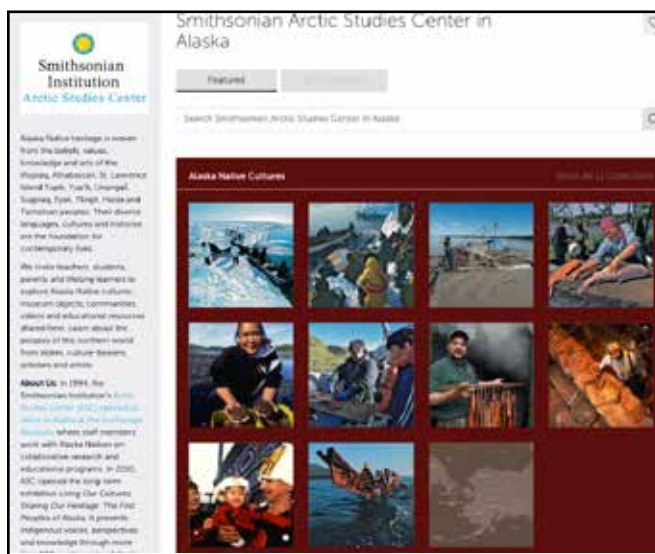 Smithsonian Arctic Studies Center in
Alaska
Smithsonian
Institution
Arctic Studies Center
Featured
Search Smithsonian Arctic Studies Center in Alaska
Alaska Native heritage is woven
from the beliefs, values,
knowledge and arts of the
Iñupiaq, Athabascan, St. Lawrence
Island Yupik, Yup'ik, Unangax̂,
Sugpiaq, Eyak, Tlingit, Haida and
Tsimshian peoples. Their diverse
languages, cultures and histories
are the foundation for
contemporary lives.
We invite teachers, students,
parents and lifelong learners to
explore Alaska Native cultures,
museum objects, communities,
videos and educational resources
shared here. Learn about the
peoples of this northern world
from elders, culture-bearers,
scholars and artists.
About Us: In 1994, the
Smithsonian Institution's Arctic
Studies Center (ASC) opened an
office in Alaska at the Anchorage
Museum, where staff members
work with Alaska Natives on
collaborative research and
educational programs. In 2010,
ASC opened the long-term
exhibition Living Our Cultures,
Sharing Our Heritage: The First
Peoples of Alaska. It presents
indigenous voices, perspectives
and knowledge through more
Alaska Native Cultures